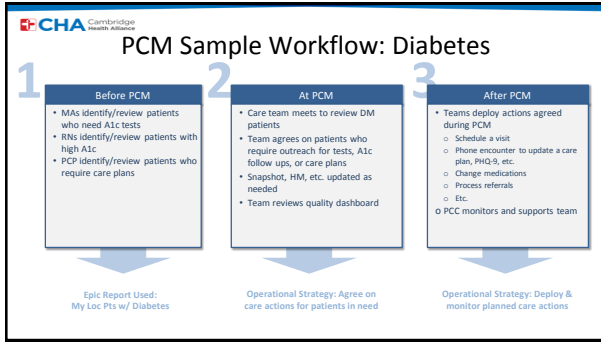 CHA Cambridge
Health Alliance
PCM Sample Workflow: Diabetes
1
Before PCM
• MAs identify/review patients
who need A1c tests
• RNs identify/review patients with
high A1c
• PCP identify/review patients who
require care plans
Epic Report Used:
My Loc Pts w/ Diabetes
2
At PCM
• Care team meets to review DM
patients
• Team agrees on patients who
require outreach for tests, A1c
follow ups, or care plans
• Snapshot, HM, etc. updated as
needed
• Team reviews quality dashboard
Operational Strategy: Agree on
care actions for patients in need
3
After PCM
• Teams deploy actions agreed
during PCM
o Schedule a visit
o Phone encounter to update a care
plan, PHQ-9, etc.
o Change medications
o Process referrals
o Etc.
o PCC monitors and supports team
Operational Strategy: Deploy &
monitor planned care actions